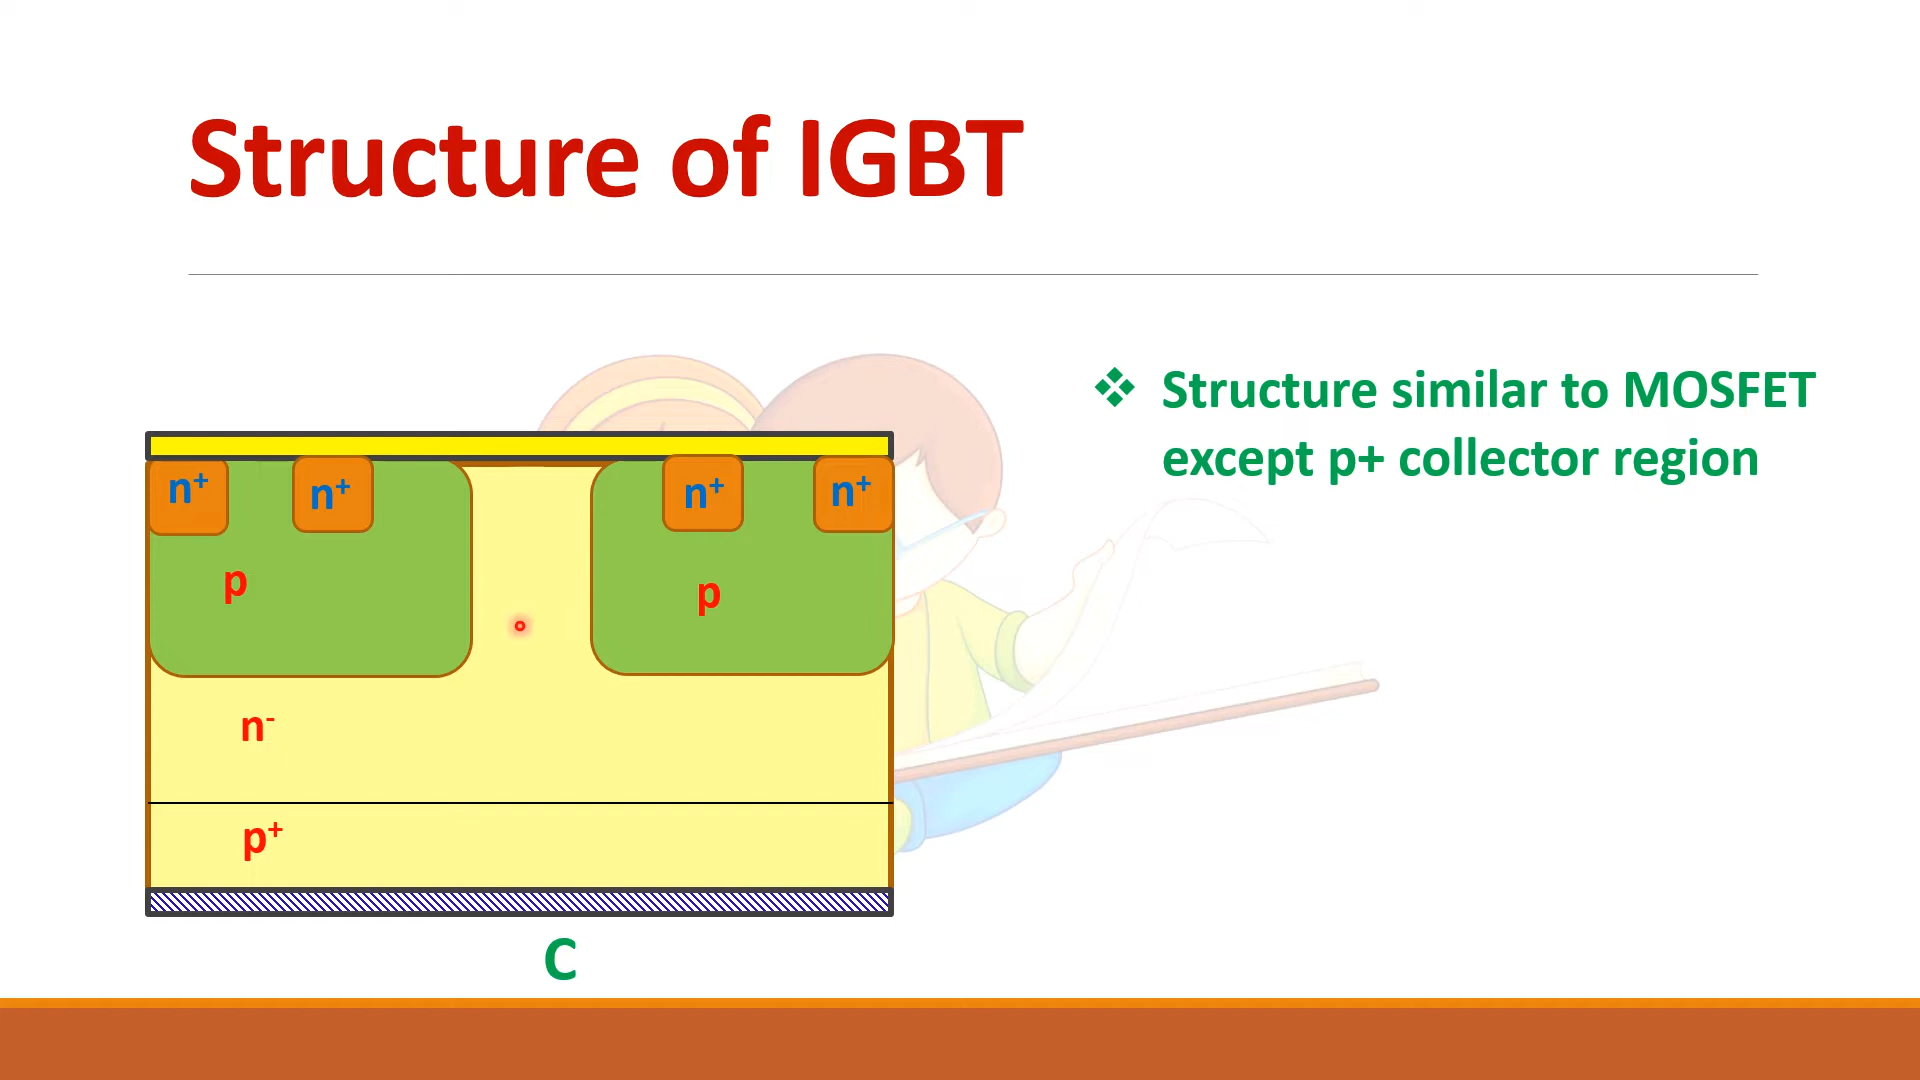 Structure of IGBT
❖ Structure similar to MOSFET
except p+ collector region
n⁺ n⁺ n⁺ n⁺
p p
n⁻
p⁺
C